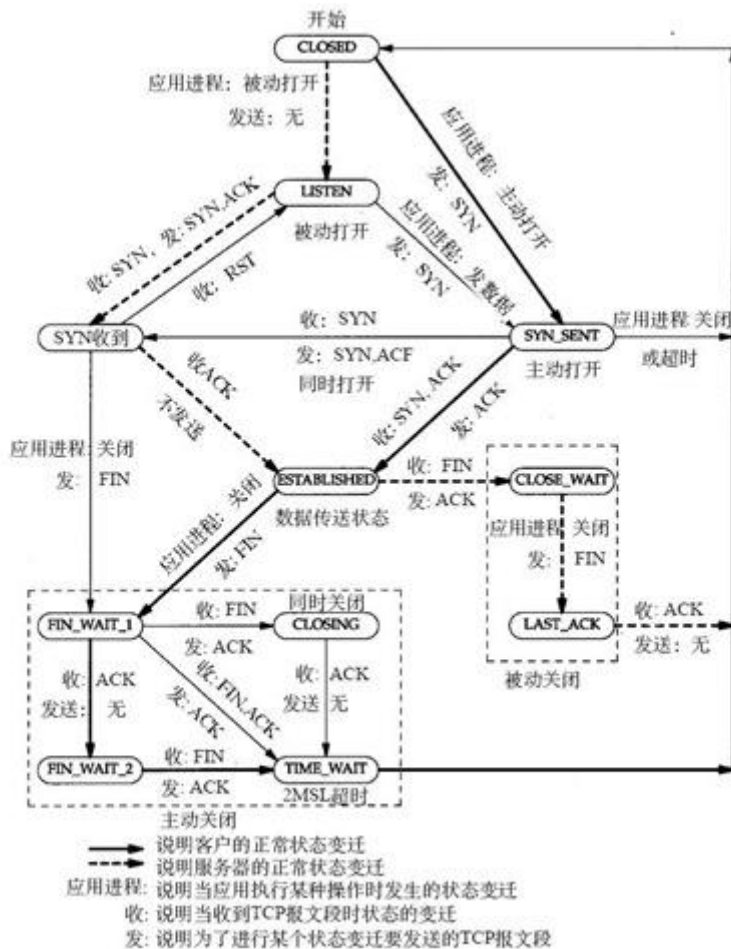 开始
CLOSED
应用进程：被动打开
发送：无
应用进程：主动打开
发：SYN
LISTEN
被动打开
收: SYN，发: SYN,ACK
收：RST
应用进程：发数据
发：SYN
SYN收到
收：SYN
发：SYN,ACF
同时打开
SYN_SENT
主动打开
应用进程:关闭
或超时
收ACK
不发送
收: SYN, ACK
发：ACK
应用进程:关闭
发: FIN
ESTABLISHED
数据传送状态
收: FIN
发: ACK
CLOSE_WAIT
应用进程：关闭
发: FIN
应用进程 关闭
发: FIN
同时关闭
FIN_WAIT_1
收: FIN
发: ACK
CLOSING
LAST_ACK
收: ACK
发送：无
被动关闭
收: ACK
发送： 无
收: FIN,ACK
发: ACK
收: ACK
发送 无
FIN_WAIT_2
收: FIN
发: ACK
TIME_WAIT
2MSL超时
主动关闭
说明客户的正常状态变迁
说明服务器的正常状态变迁
应用进程: 说明当应用执行某种操作时发生的状态变迁
收: 说明当收到TCP报文段时状态的变迁
发: 说明为了进行某个状态变迁要发送的TCP报文段